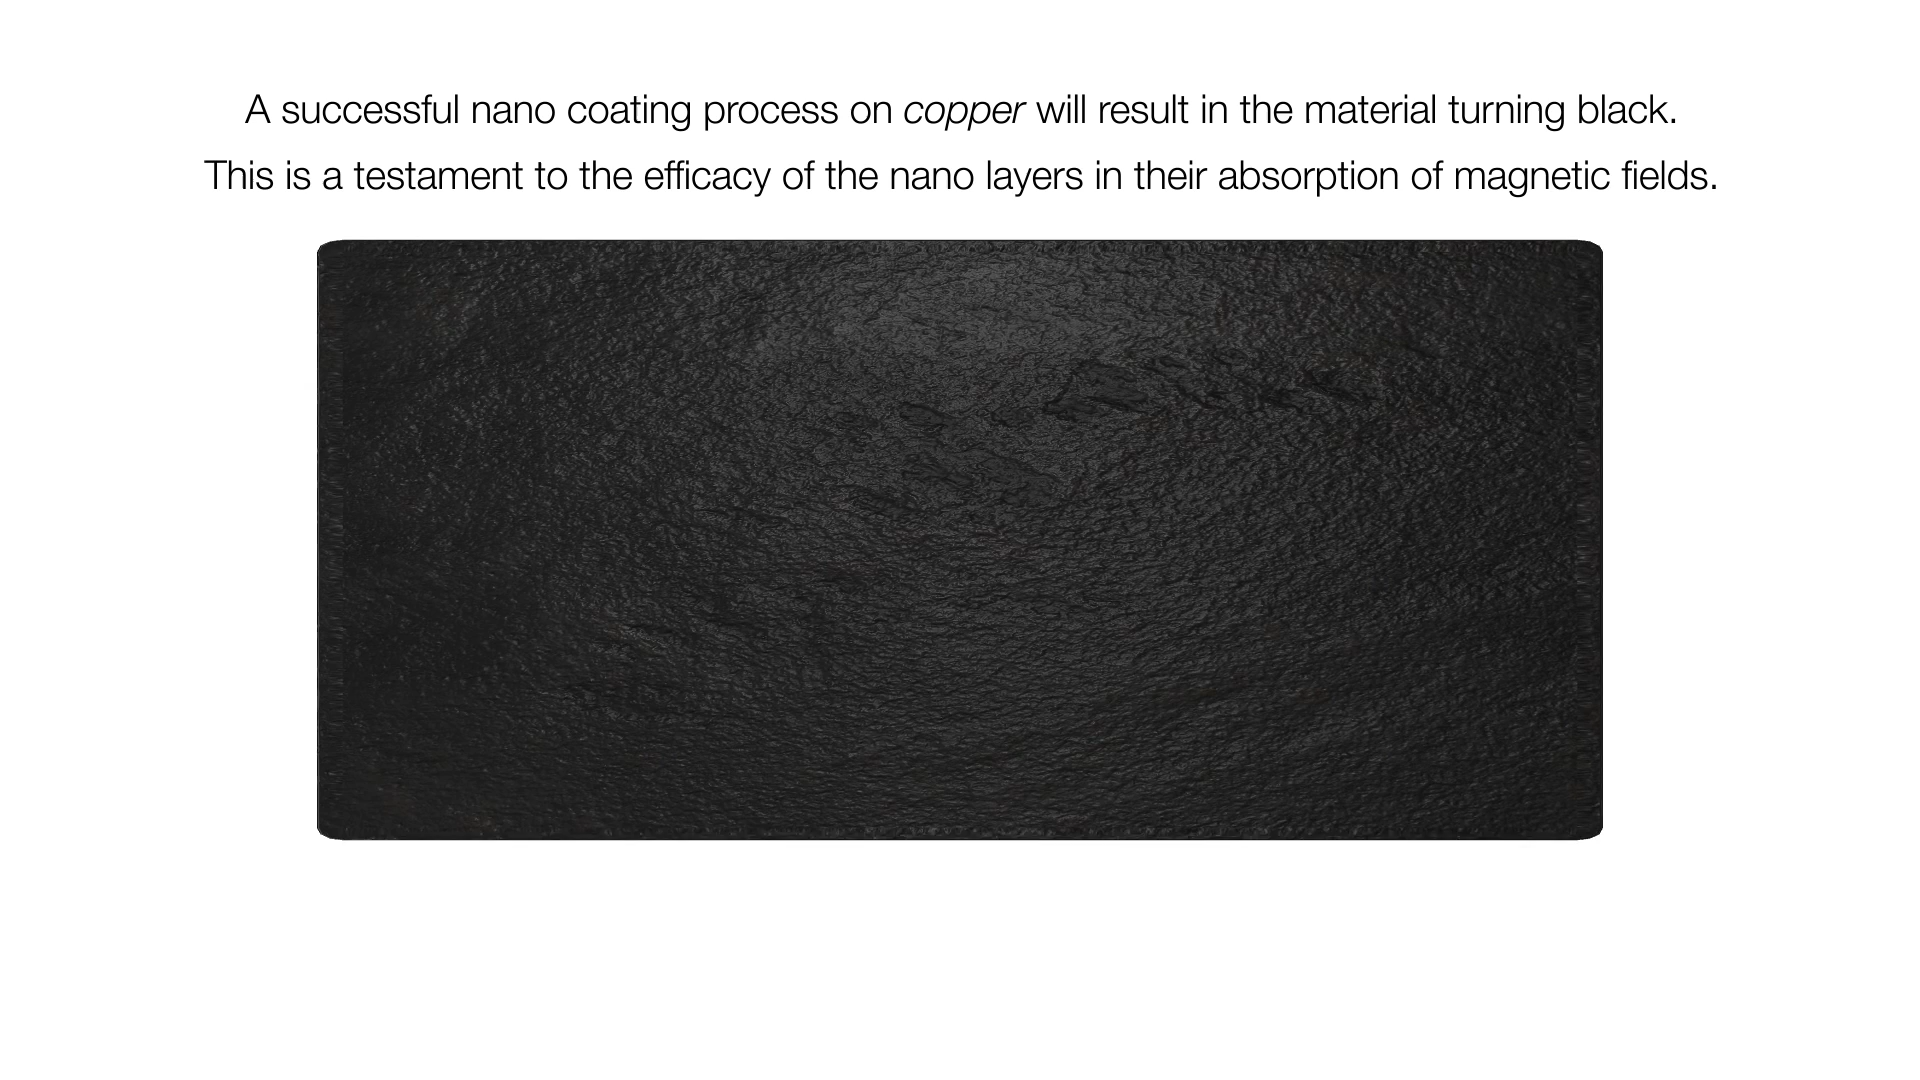 A successful nano coating process on copper will result in the material turning black.
This is a testament to the efficacy of the nano layers in their absorption of magnetic fields.